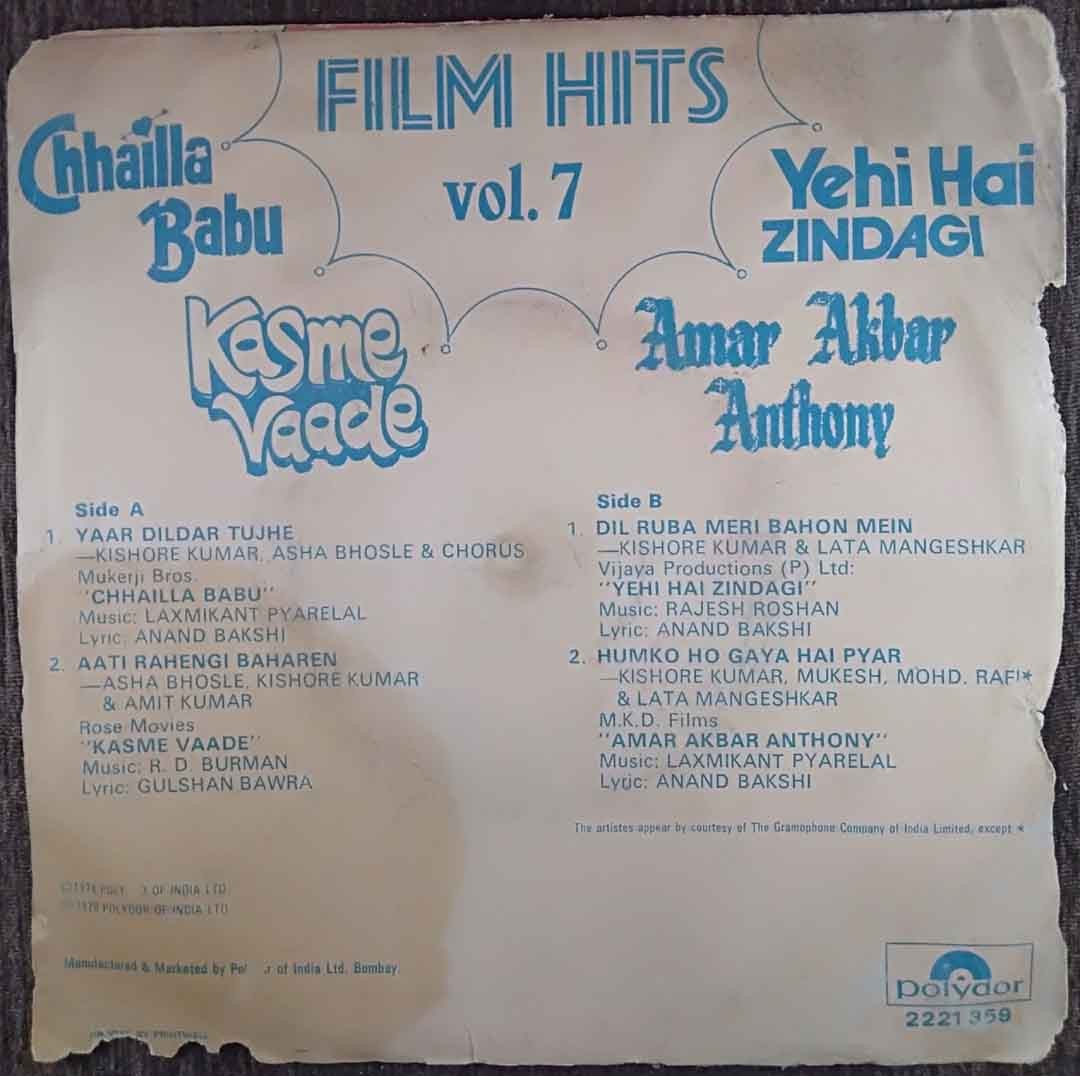 FILM HITS
vol. 7
Chhailla
Babu
Kasme
Vaade
Yehi Hai
ZINDAGI
Amar Akbar
Anthony
Side A
1. YAAR DILDAR TUJHE
—KISHORE KUMAR, ASHA BHOSLE & CHORUS
Mukerji Bros.
"CHHAILLA BABU"
Music: LAXMIKANT PYARELAL
Lyric: ANAND BAKSHI
2. AATI RAHENGI BAHAREN
—ASHA BHOSLE, KISHORE KUMAR
& AMIT KUMAR
Rose Movies
"KASME VAADE"
Music: R. D. BURMAN
Lyric: GULSHAN BAWRA
Side B
1. DIL RUBA MERI BAHON MEIN
—KISHORE KUMAR & LATA MANGESHKAR
Vijaya Productions (P) Ltd:
"YEHI HAI ZINDAGI"
Music: RAJESH ROSHAN
Lyric: ANAND BAKSHI
2. HUMKO HO GAYA HAI PYAR
—KISHORE KUMAR, MUKESH, MOHD. RAFI*
& LATA MANGESHKAR
M.K.D. Films
"AMAR AKBAR ANTHONY"
Music: LAXMIKANT PYARELAL
Lyric: ANAND BAKSHI
The artistes appear by courtesy of The Gramophone Company of India Limited, except *
OF INDIA LTD
1978 POLYDOR OF INDIA LTD
Manufactured & Marketed by of India Ltd. Bombay.
BY PRINTWELL
Polydor
2221 359